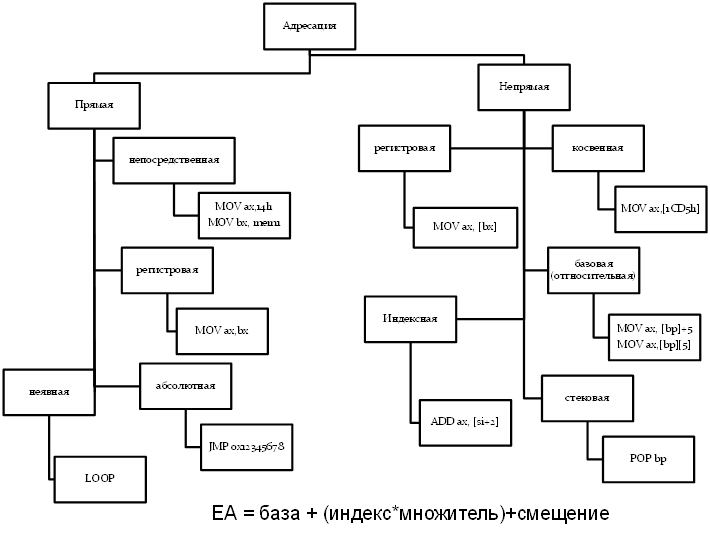 Адресация
Прямая
непосредственная
MOV ax,14h
MOV bx, mem1
регистровая
MOV ax,bx
неявная
LOOP
абсолютная
JMP 0x12345678
Непрямая
регистровая
MOV ax, [bx]
косвенная
MOV ax,[1CD5h]
базовая
(отгносительная)
MOV ax, [bp]+5
MOV ax,[bp][5]
Индексная
ADD ax, [si+2]
стековая
POP bp
EA = база + (индекс*множитель)+смещение